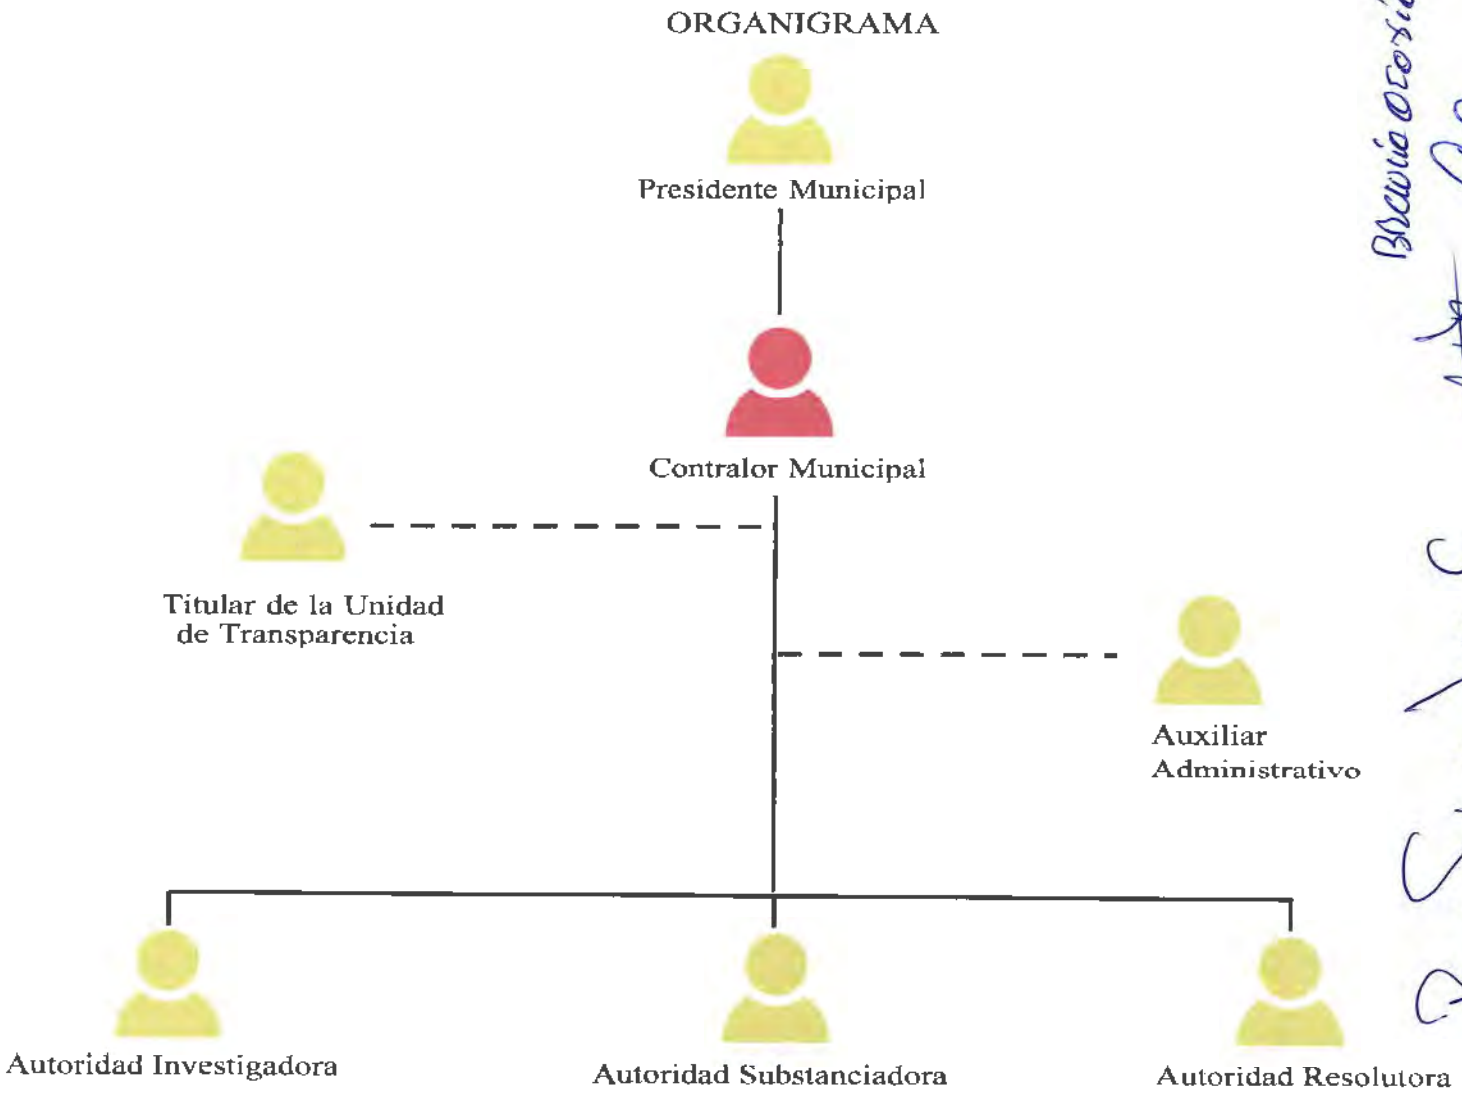 ORGANIGRAMA
Presidente Municipal
Contralor Municipal
Titular de la Unidad
de Transparencia
Auxiliar
Administrativo
Autoridad Investigadora
Autoridad Substanciadora
Autoridad Resolutora